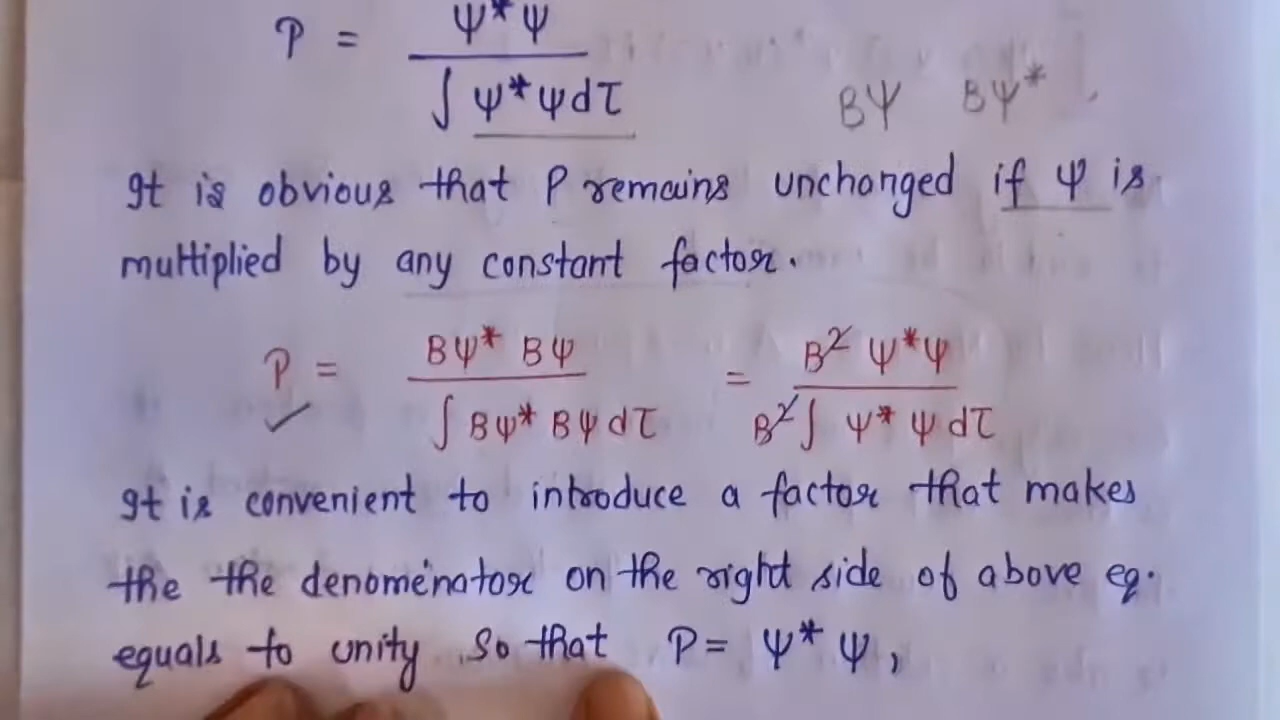 P = Ψ*Ψ / ∫ Ψ*Ψdτ
BΨ BΨ*
It is obvious that P remains unchanged if Ψ is
multiplied by any constant factor.
P = BΨ* BΨ / ∫ BΨ* BΨ dτ = B² Ψ*Ψ / B² ∫ Ψ* Ψ dτ
It is convenient to introduce a factor that makes
the the denominator on the right side of above eq.
equals to unity so that P = Ψ* Ψ,